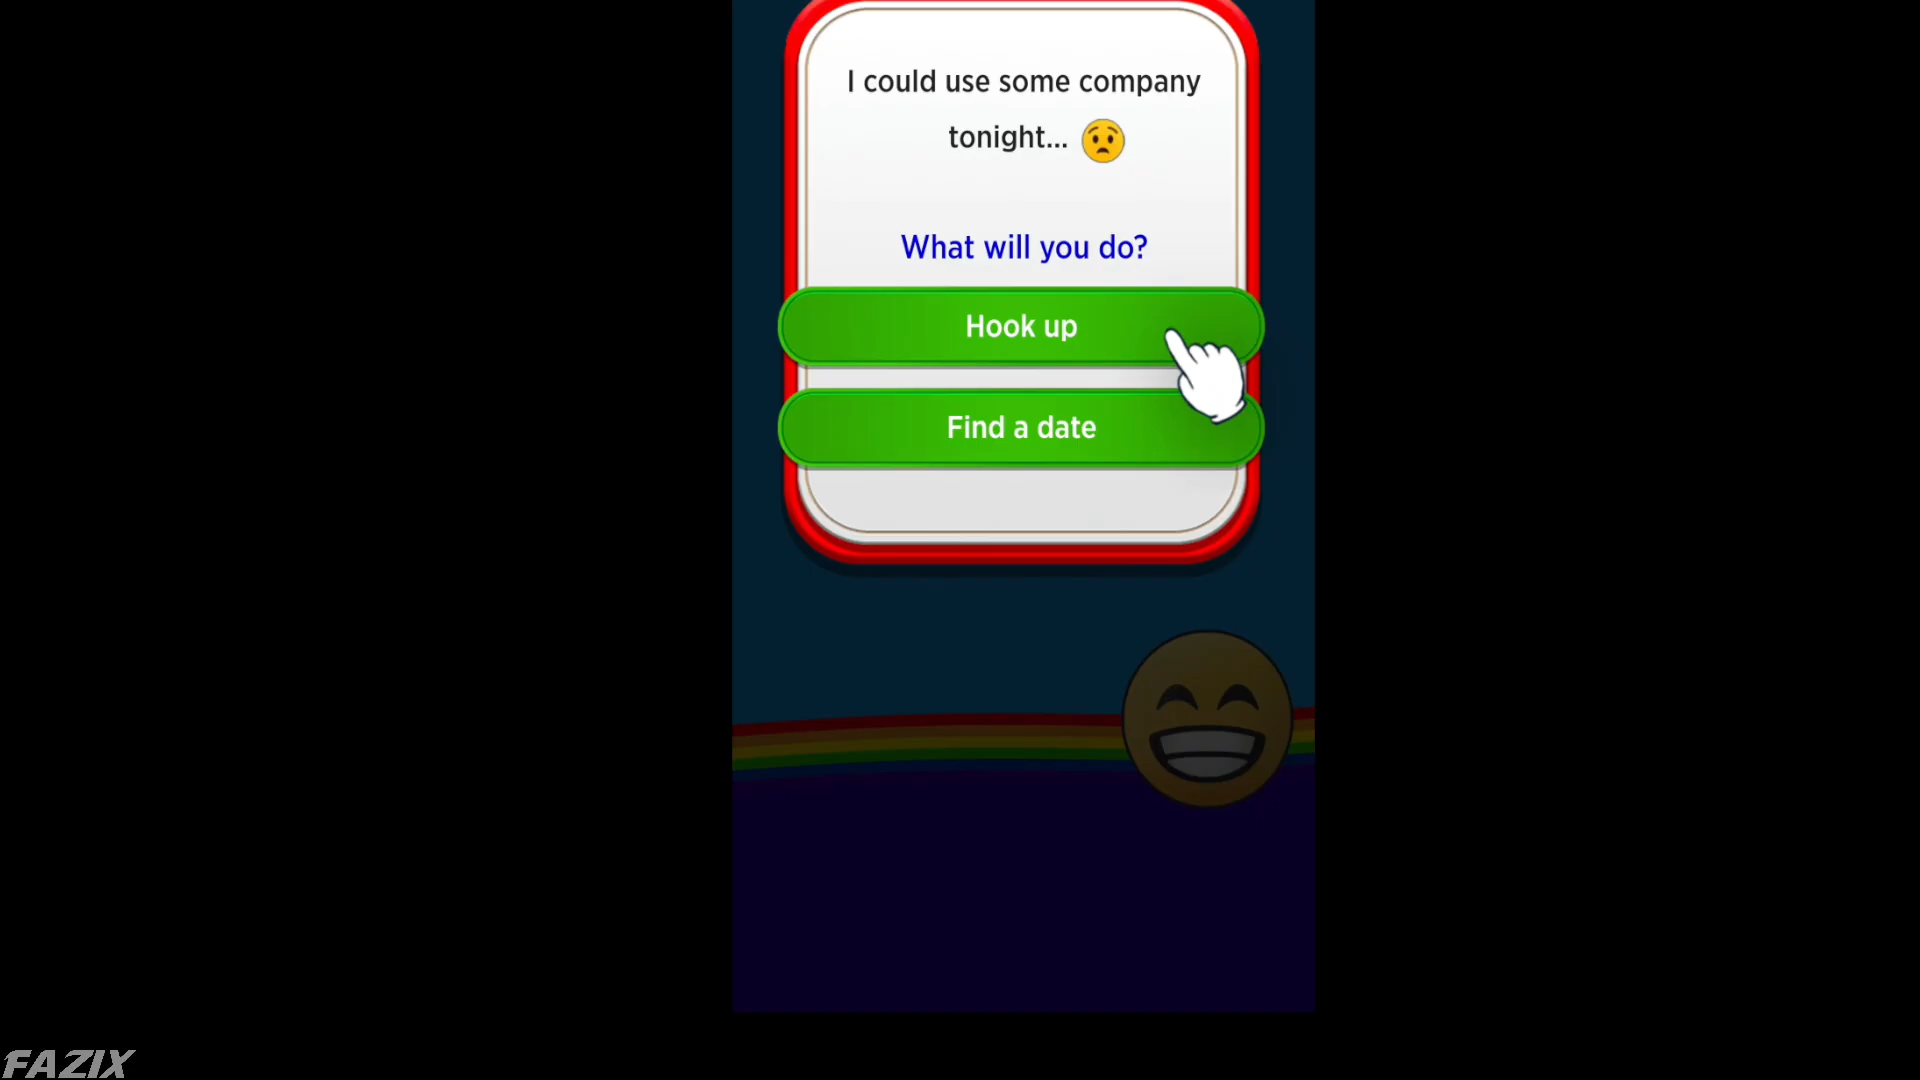 I could use some company
tonight...
What will you do?
Hook up
Find a date
FAZIX